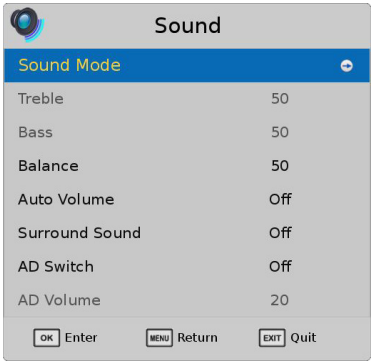 Sound
Sound Mode
Treble 50
Bass 50
Balance 50
Auto Volume Off
Surround Sound Off
AD Switch Off
AD Volume 20
OK Enter MENU Return EXIT Quit